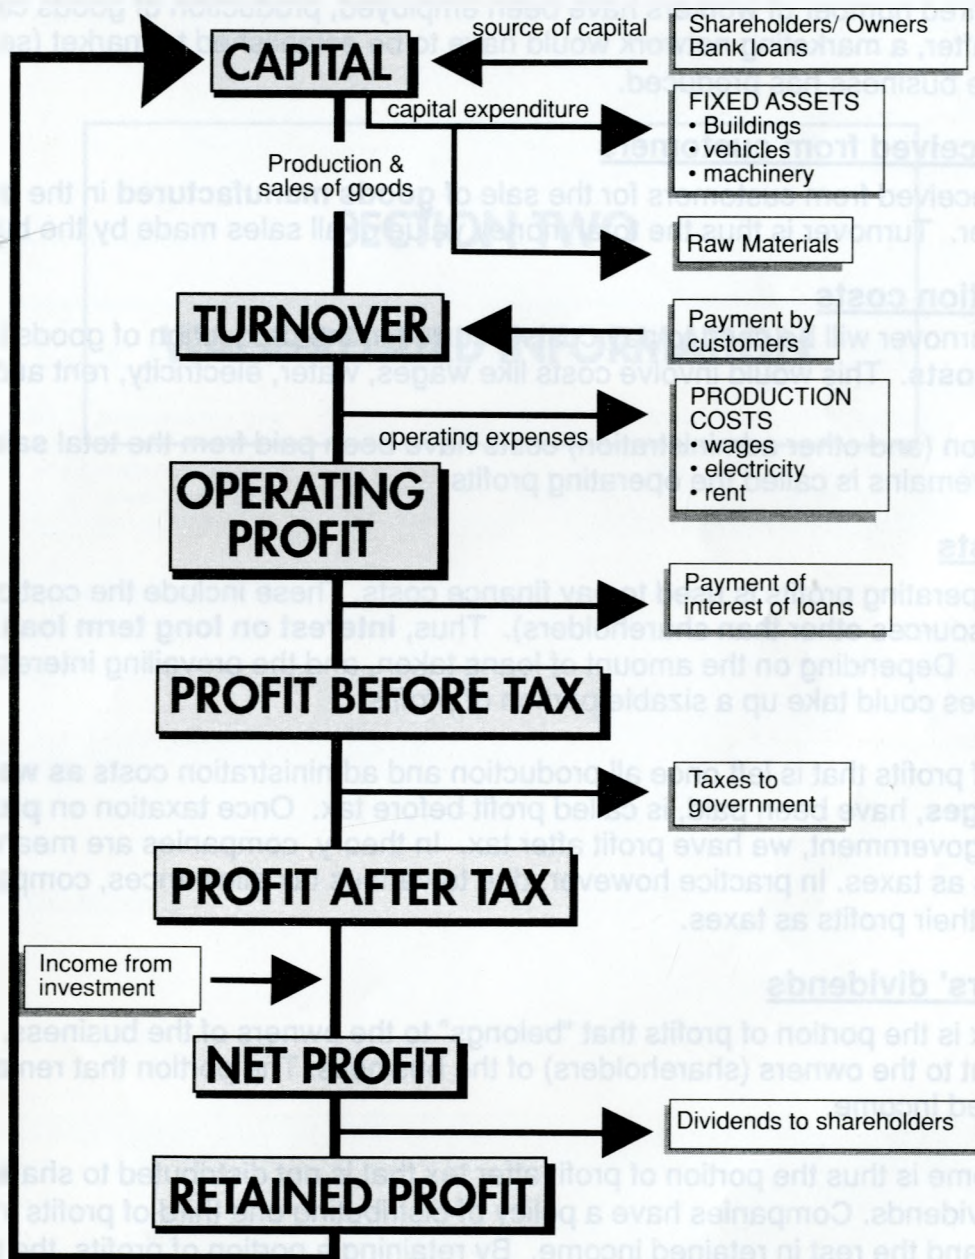 source of capital
Shareholders/ Owners
Bank loans
CAPITAL
capital expenditure
FIXED ASSETS
• Buildings
• vehicles
• machinery
Production &
sales of goods
Raw Materials
TURNOVER
Payment by
customers
operating expenses
PRODUCTION
COSTS
• wages
• electricity
• rent
OPERATING
PROFIT
Payment of
interest of loans
PROFIT BEFORE TAX
Taxes to
government
PROFIT AFTER TAX
Income from
investment
NET PROFIT
Dividends to shareholders
RETAINED PROFIT